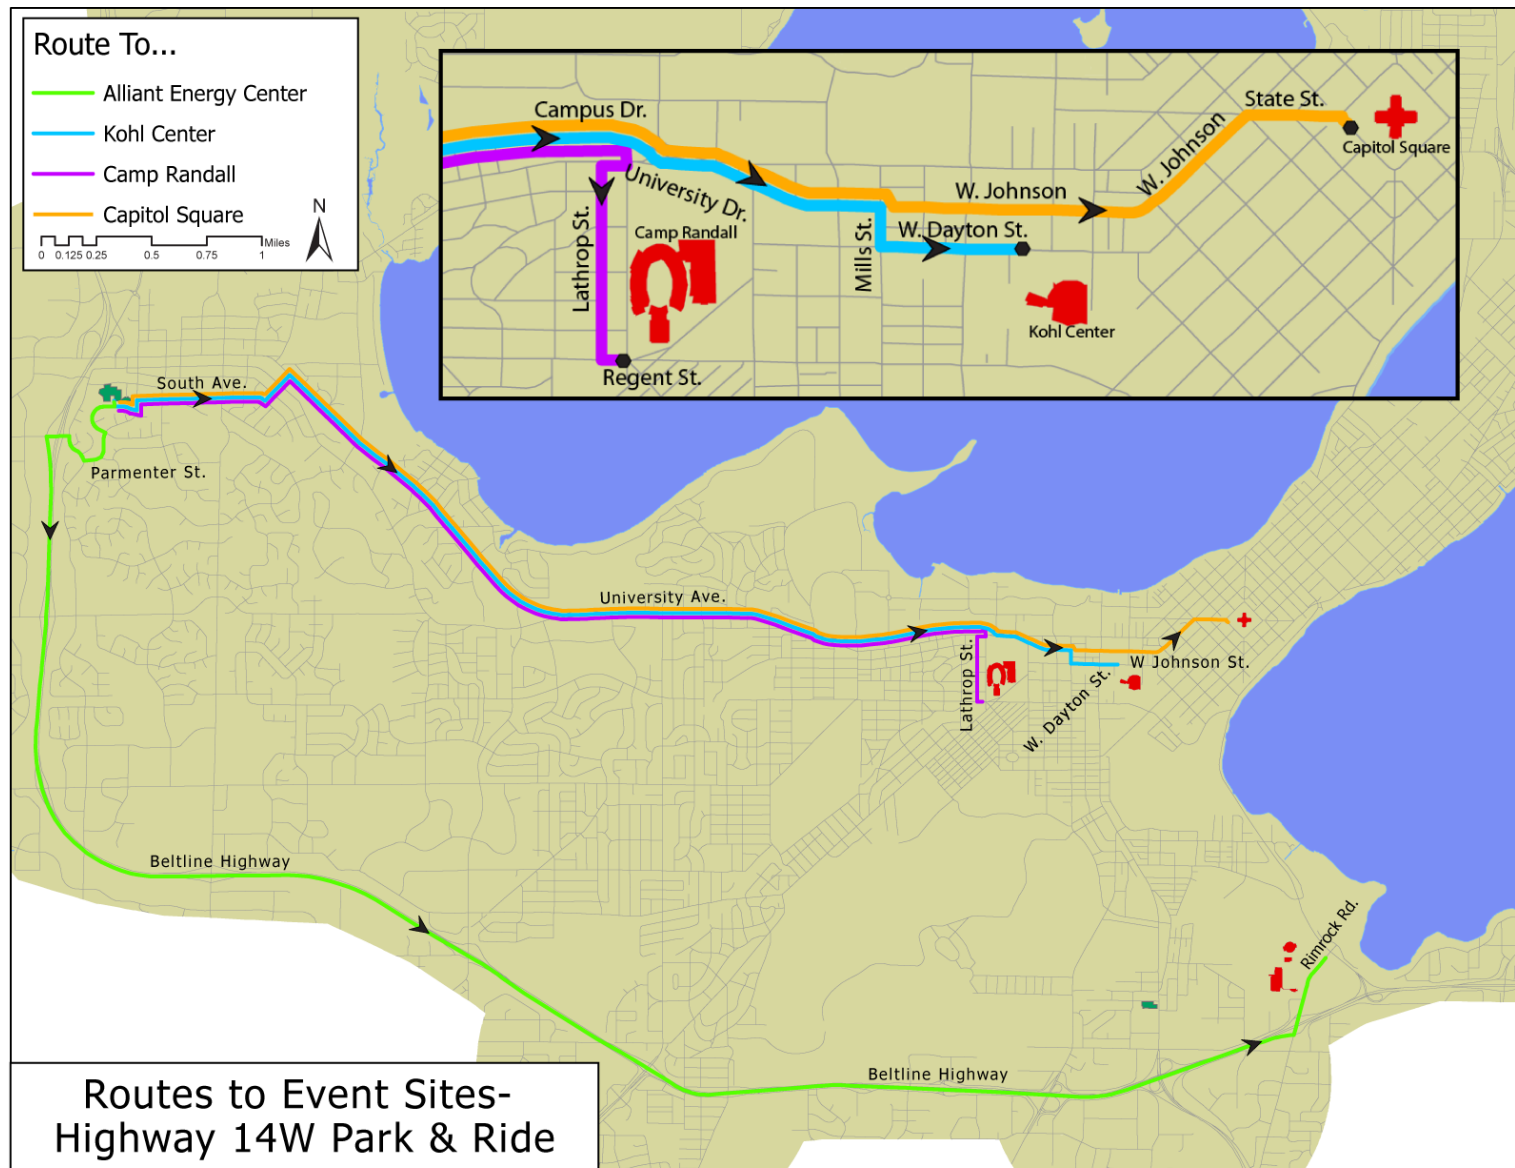 Route To...
Alliant Energy Center
Kohl Center
Camp Randall
Capitol Square
N
Miles
0 0.125 0.25 0.5 0.75 1
Campus Dr.
State St.
Capitol Square
W. Johnson
W. Johnson
University Dr.
W. Dayton St.
Mills St.
Camp Randall
Lathrop St.
Kohl Center
Regent St.
South Ave.
Parmenter St.
University Ave.
Lathrop St.
W Johnson St.
W. Dayton St.
Beltline Highway
Rimrock Rd.
Beltline Highway
Routes to Event Sites-
Highway 14W Park & Ride